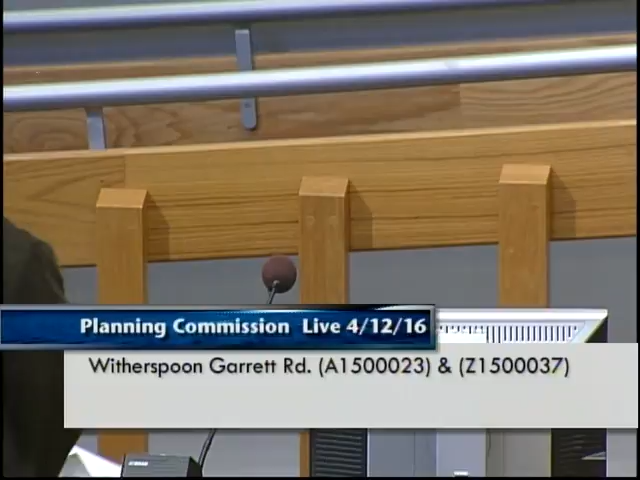 Planning Commission Live 4/12/16
Witherspoon Garrett Rd. (A1500023) & (Z1500037)